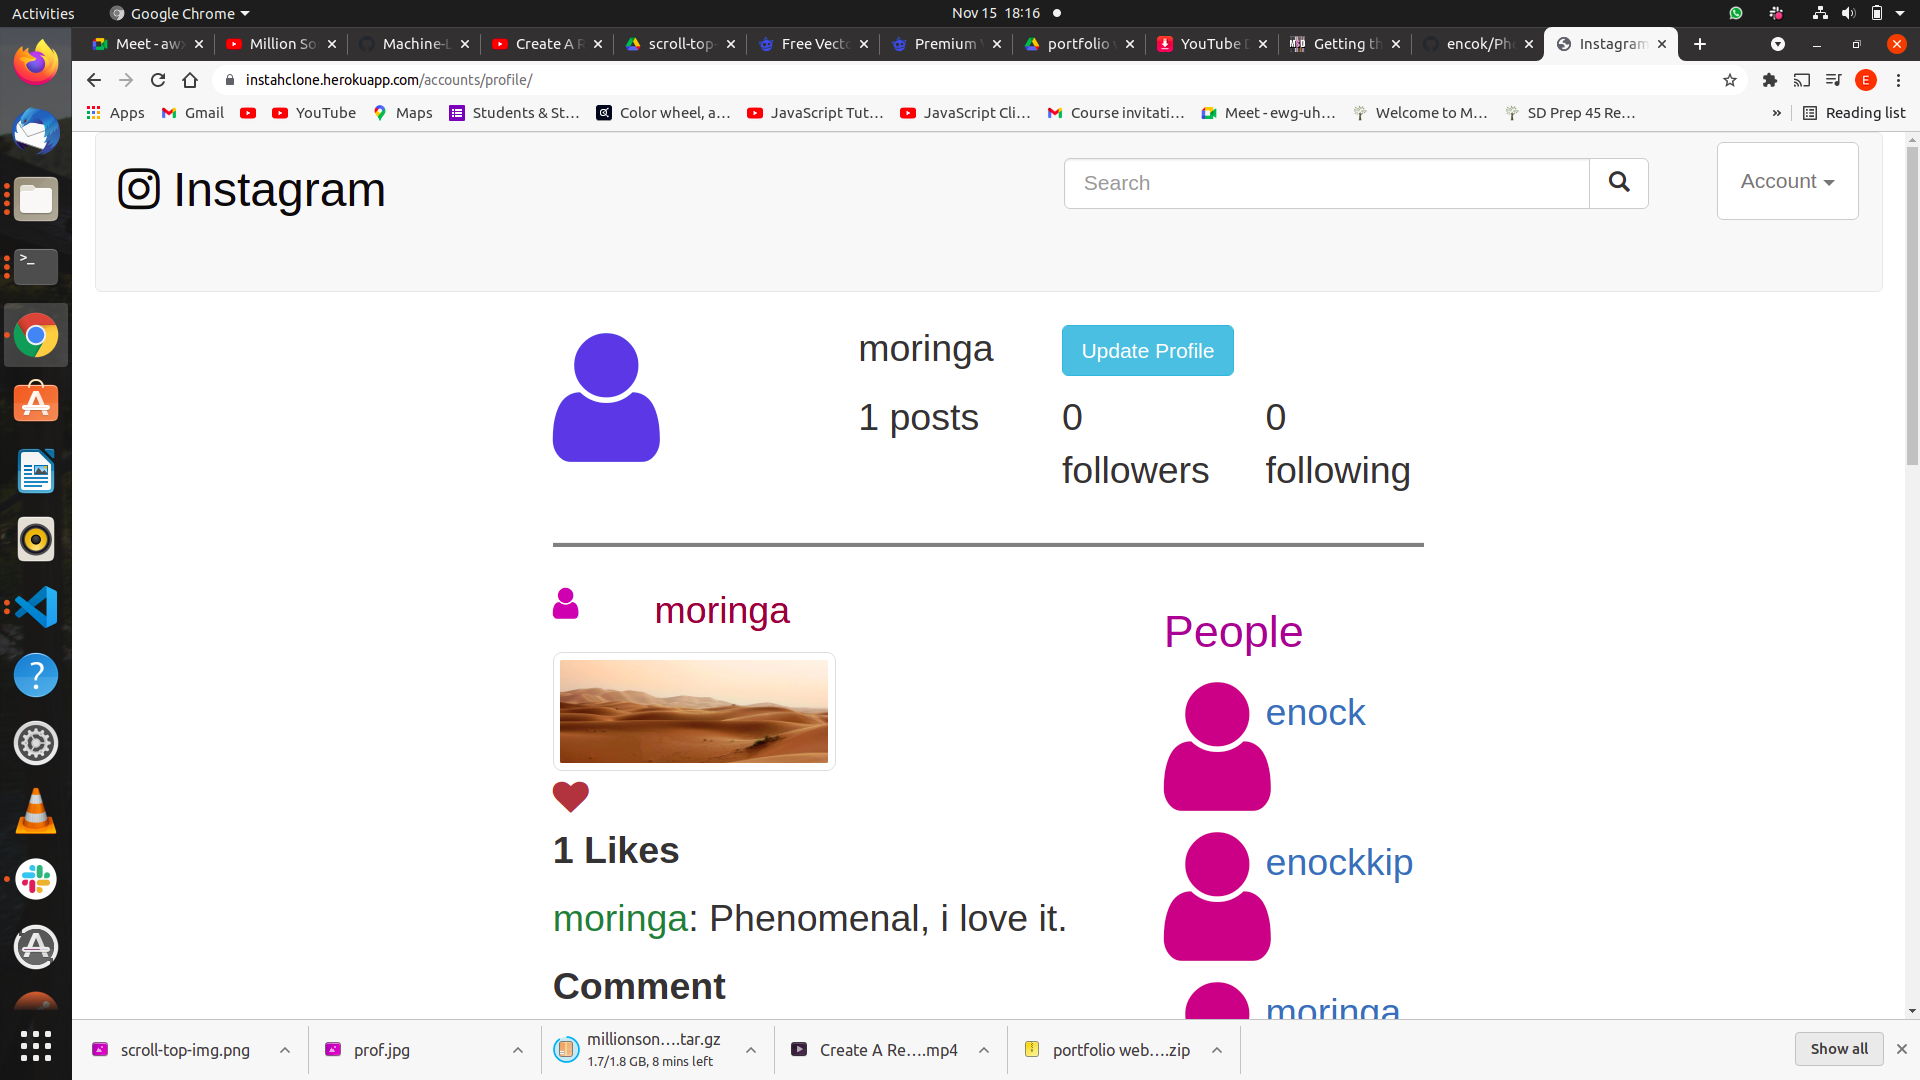 Activities
Google Chrome
Nov 15 18:16
Meet - aw
Million So
Machine-L
Create A R
scroll-top-
Free Vecto
Premium
portfolio
YouTube
Getting th
encok/Pho
Instagram
instahclone.herokuapp.com/accounts/profile/
E
Apps
Gmail
YouTube
Maps
Students & St…
Color wheel, a…
JavaScript Tut…
JavaScript Cli…
Course invitati…
Meet - ewg-uh…
Welcome to M…
SD Prep 45 Re…
»
Reading list
Instagram
Search
Account
moringa
Update Profile
1 posts
0 followers
0 following
moringa
1 Likes
moringa: Phenomenal, i love it.
Comment
People
enock
enockkip
moringa
scroll-top-img.png
prof.jpg
millionson….tar.gz
1.7/1.8 GB, 8 mins left
Create A Re….mp4
portfolio web….zip
Show all